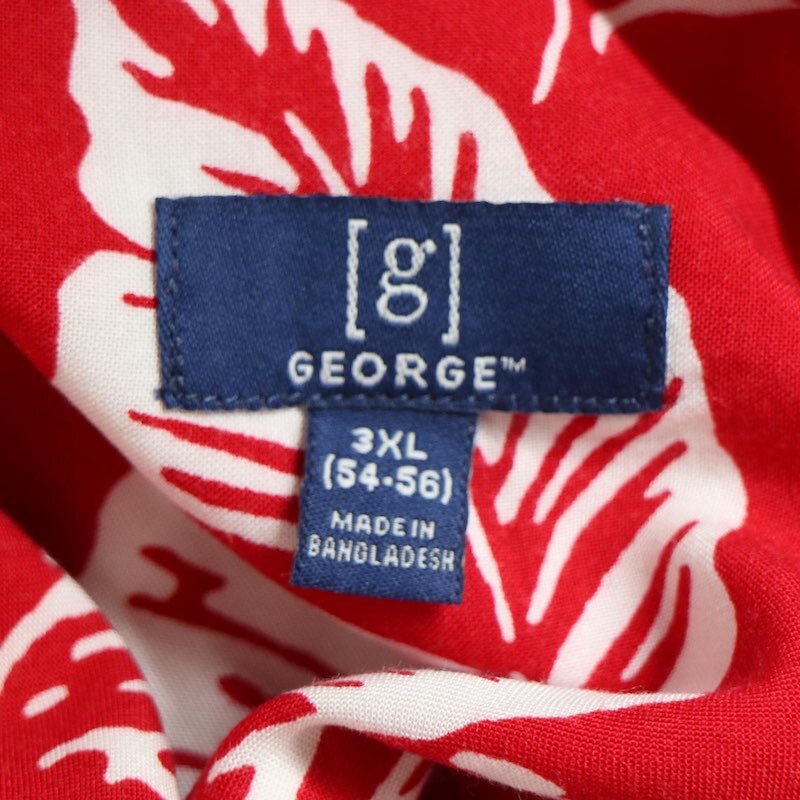 [g]
GEORGE™
3XL
(54-56)
MADE IN
BANGLADESH